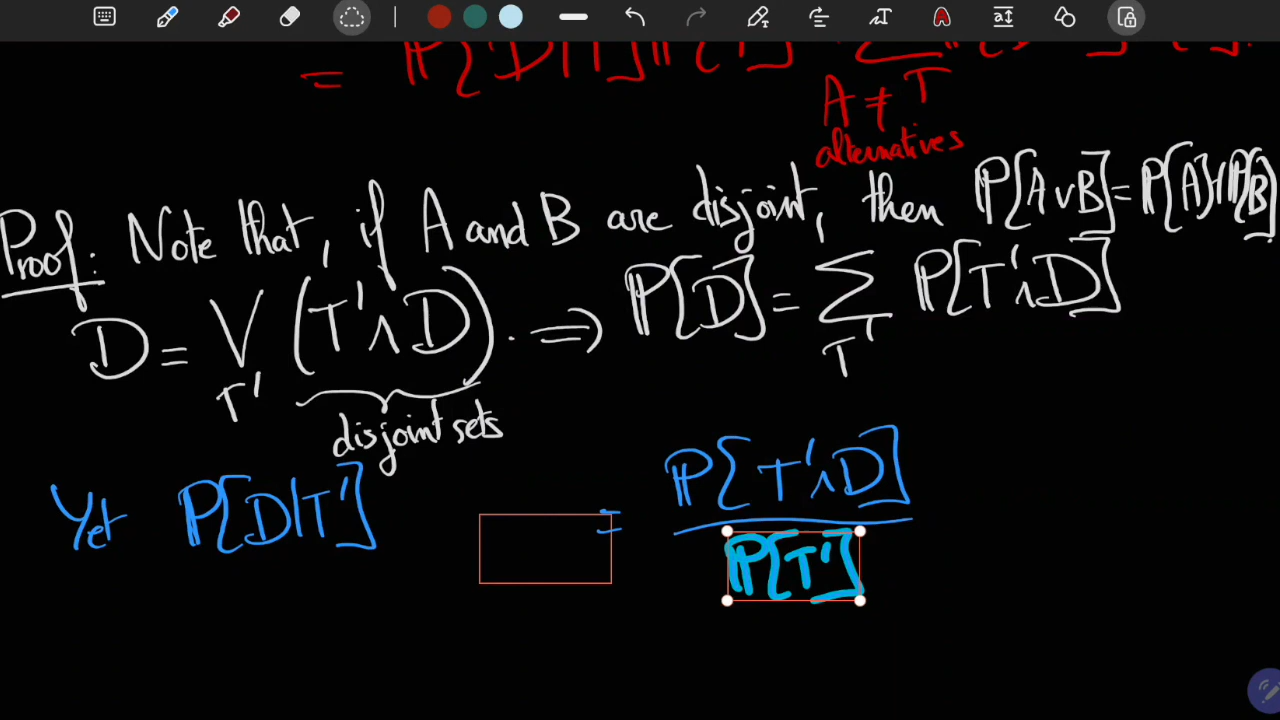 = P[D|T]P[T]
A ≠ T
alternatives
Proof: Note that, if A and B are disjoint, then P[A∨B] = P[A]+P[B]
D = ∨ (T'∧D). ⇒ P[D] = ∑ P[T'∧D]
T' T'
disjoint sets
Yet P[D|T'] = P[T'∧D]
P[T']